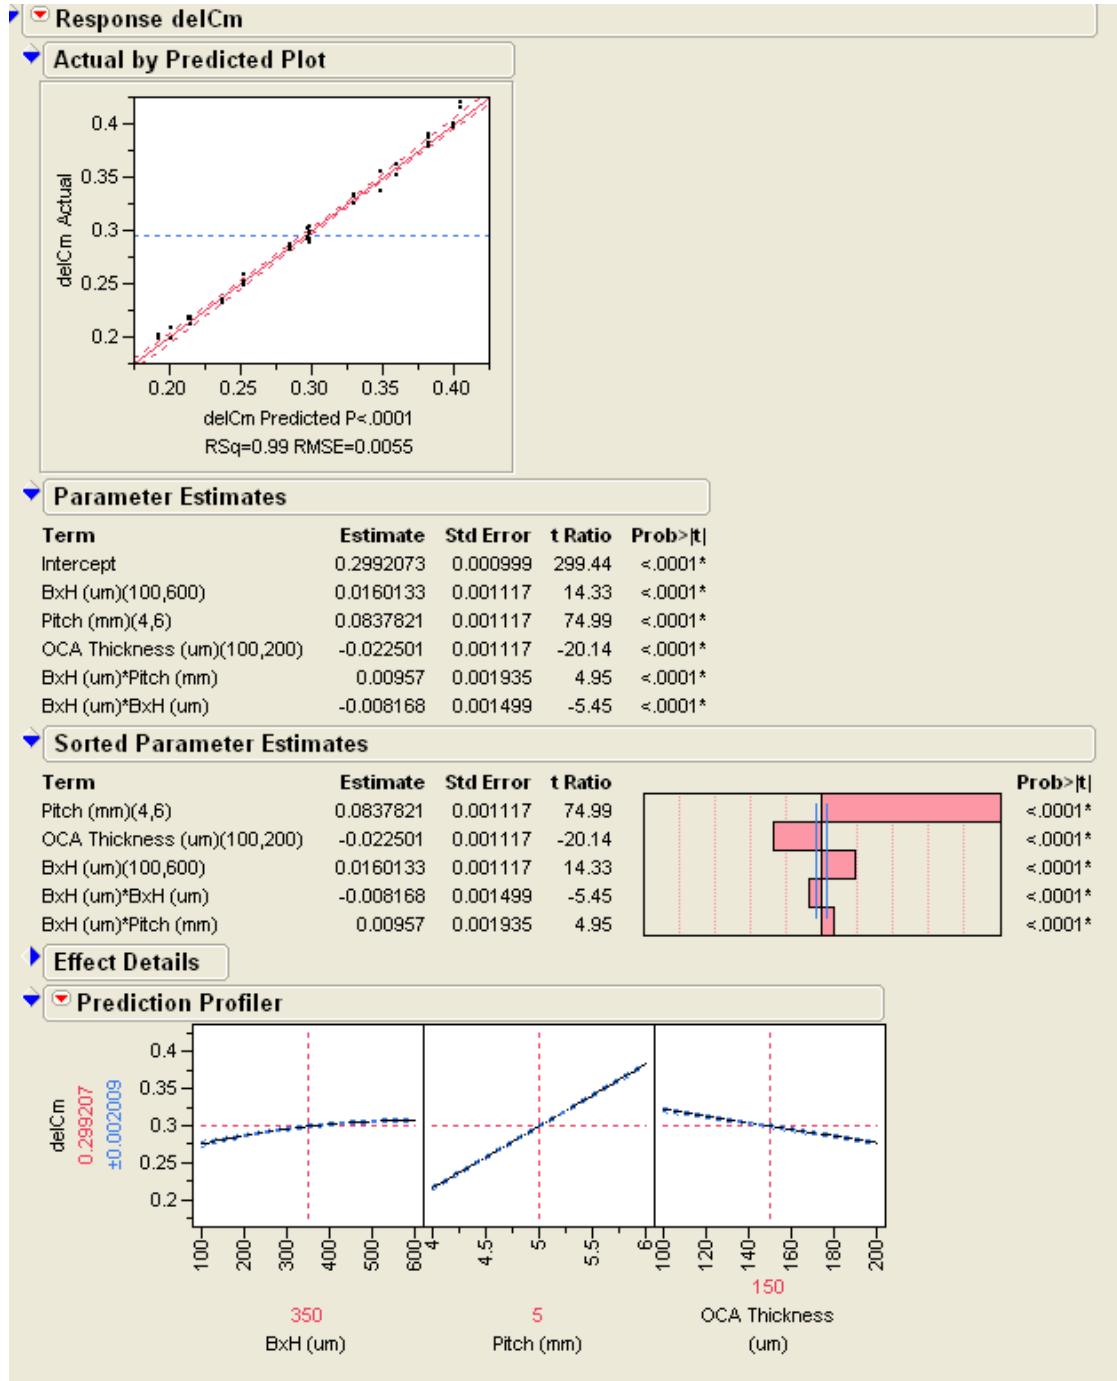 Response delCm
Actual by Predicted Plot
0.4
0.35
0.3
0.25
0.2
delCm Actual
0.20 0.25 0.30 0.35 0.40
delCm Predicted P<.0001
RSq=0.99 RMSE=0.0055
Parameter Estimates
Term Estimate Std Error t Ratio Prob>|t|
Intercept 0.2992073 0.000999 299.44 <.0001*
BxH (um)(100,600) 0.0160133 0.001117 14.33 <.0001*
Pitch (mm)(4,6) 0.0837821 0.001117 74.99 <.0001*
OCA Thickness (um)(100,200) -0.022501 0.001117 -20.14 <.0001*
BxH (um)*Pitch (mm) 0.00957 0.001935 4.95 <.0001*
BxH (um)*BxH (um) -0.008168 0.001499 -5.45 <.0001*
Sorted Parameter Estimates
Term Estimate Std Error t Ratio Prob>|t|
Pitch (mm)(4,6) 0.0837821 0.001117 74.99 <.0001*
OCA Thickness (um)(100,200) -0.022501 0.001117 -20.14 <.0001*
BxH (um)(100,600) 0.0160133 0.001117 14.33 <.0001*
BxH (um)*BxH (um) -0.008168 0.001499 -5.45 <.0001*
BxH (um)*Pitch (mm) 0.00957 0.001935 4.95 <.0001*
Effect Details
Prediction Profiler
delCm
0.299207
±0.002009
0.4
0.35
0.3
0.25
0.2
100 200 300 400 500 600 4 4.5 5 5.5 6 100 120 140 160 180 200
350 5 150
BxH (um) Pitch (mm) OCA Thickness
(um)